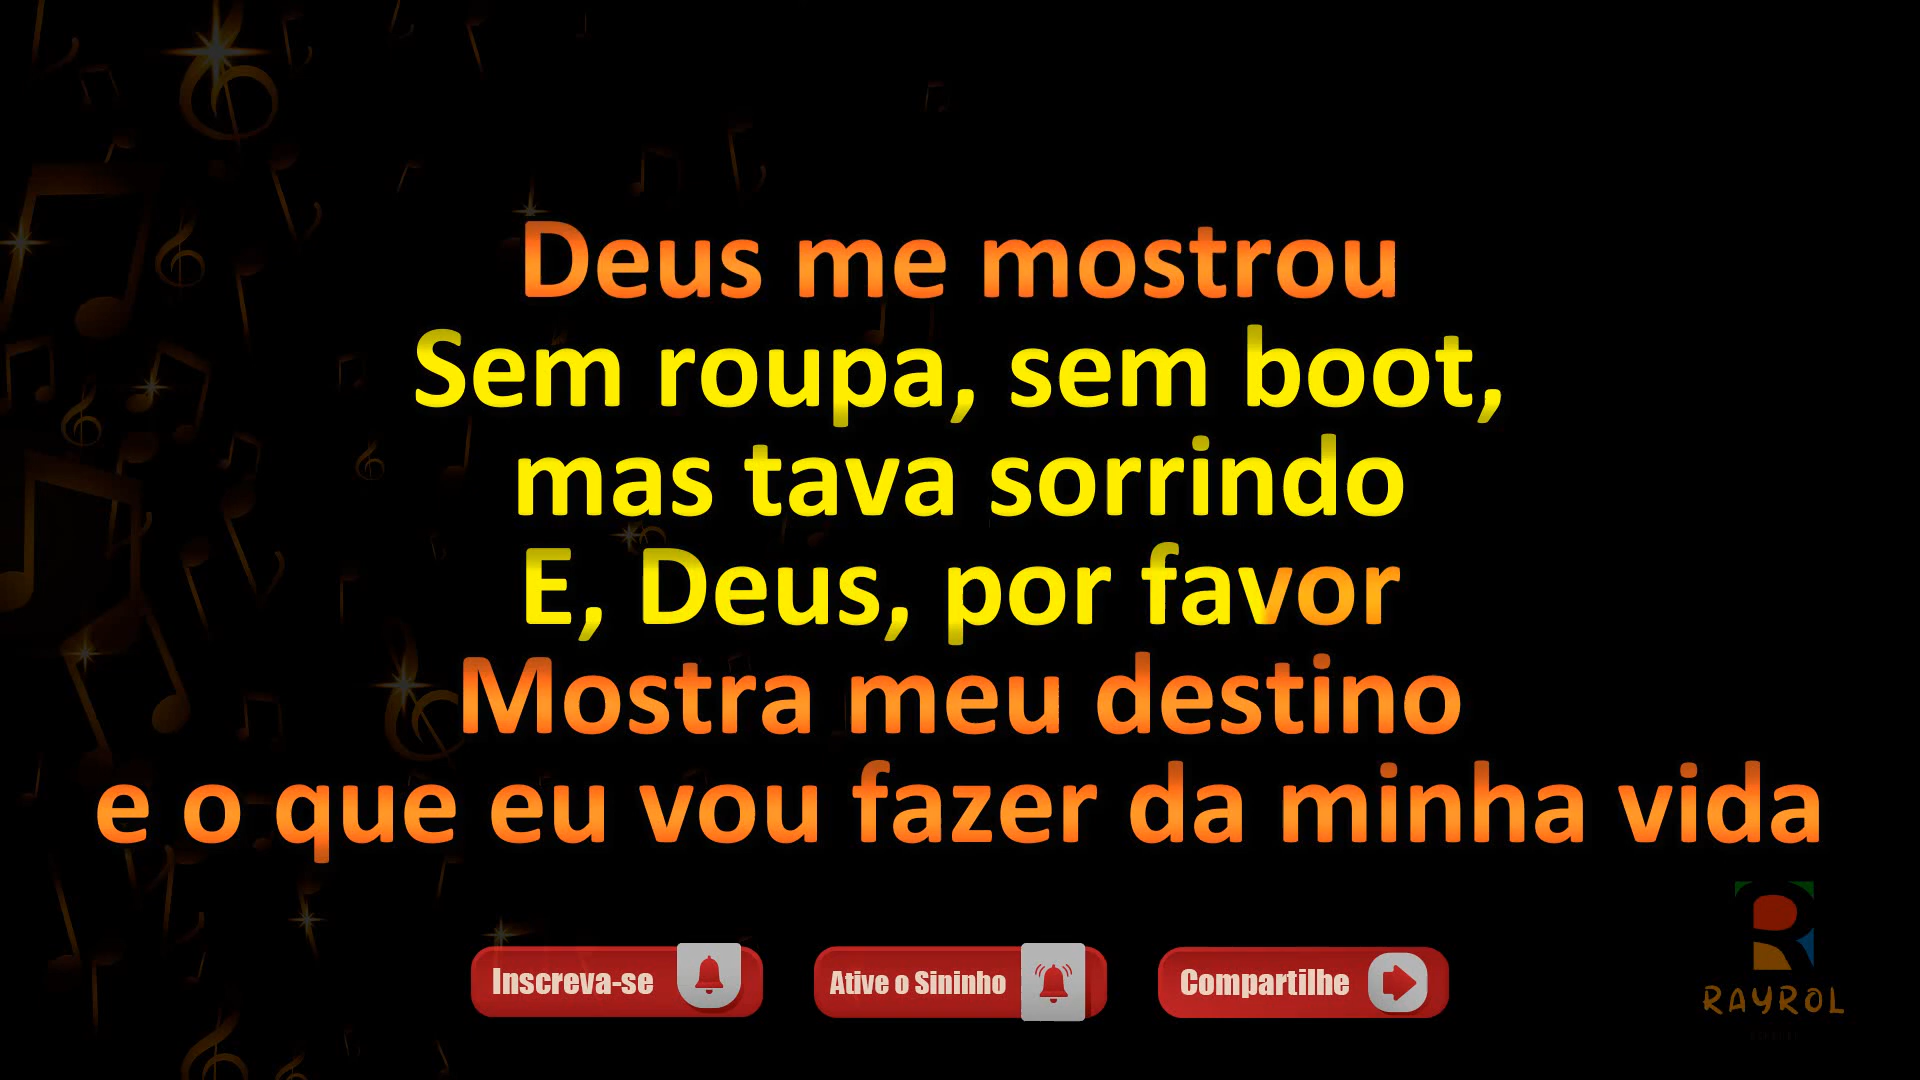 Deus me mostrou
Sem roupa, sem boot,
mas tava sorrindo
E, Deus, por favor
Mostra meu destino
e o que eu vou fazer da minha vida
Inscreva-se
Ative o Sininho
Compartilhe
RAYROL